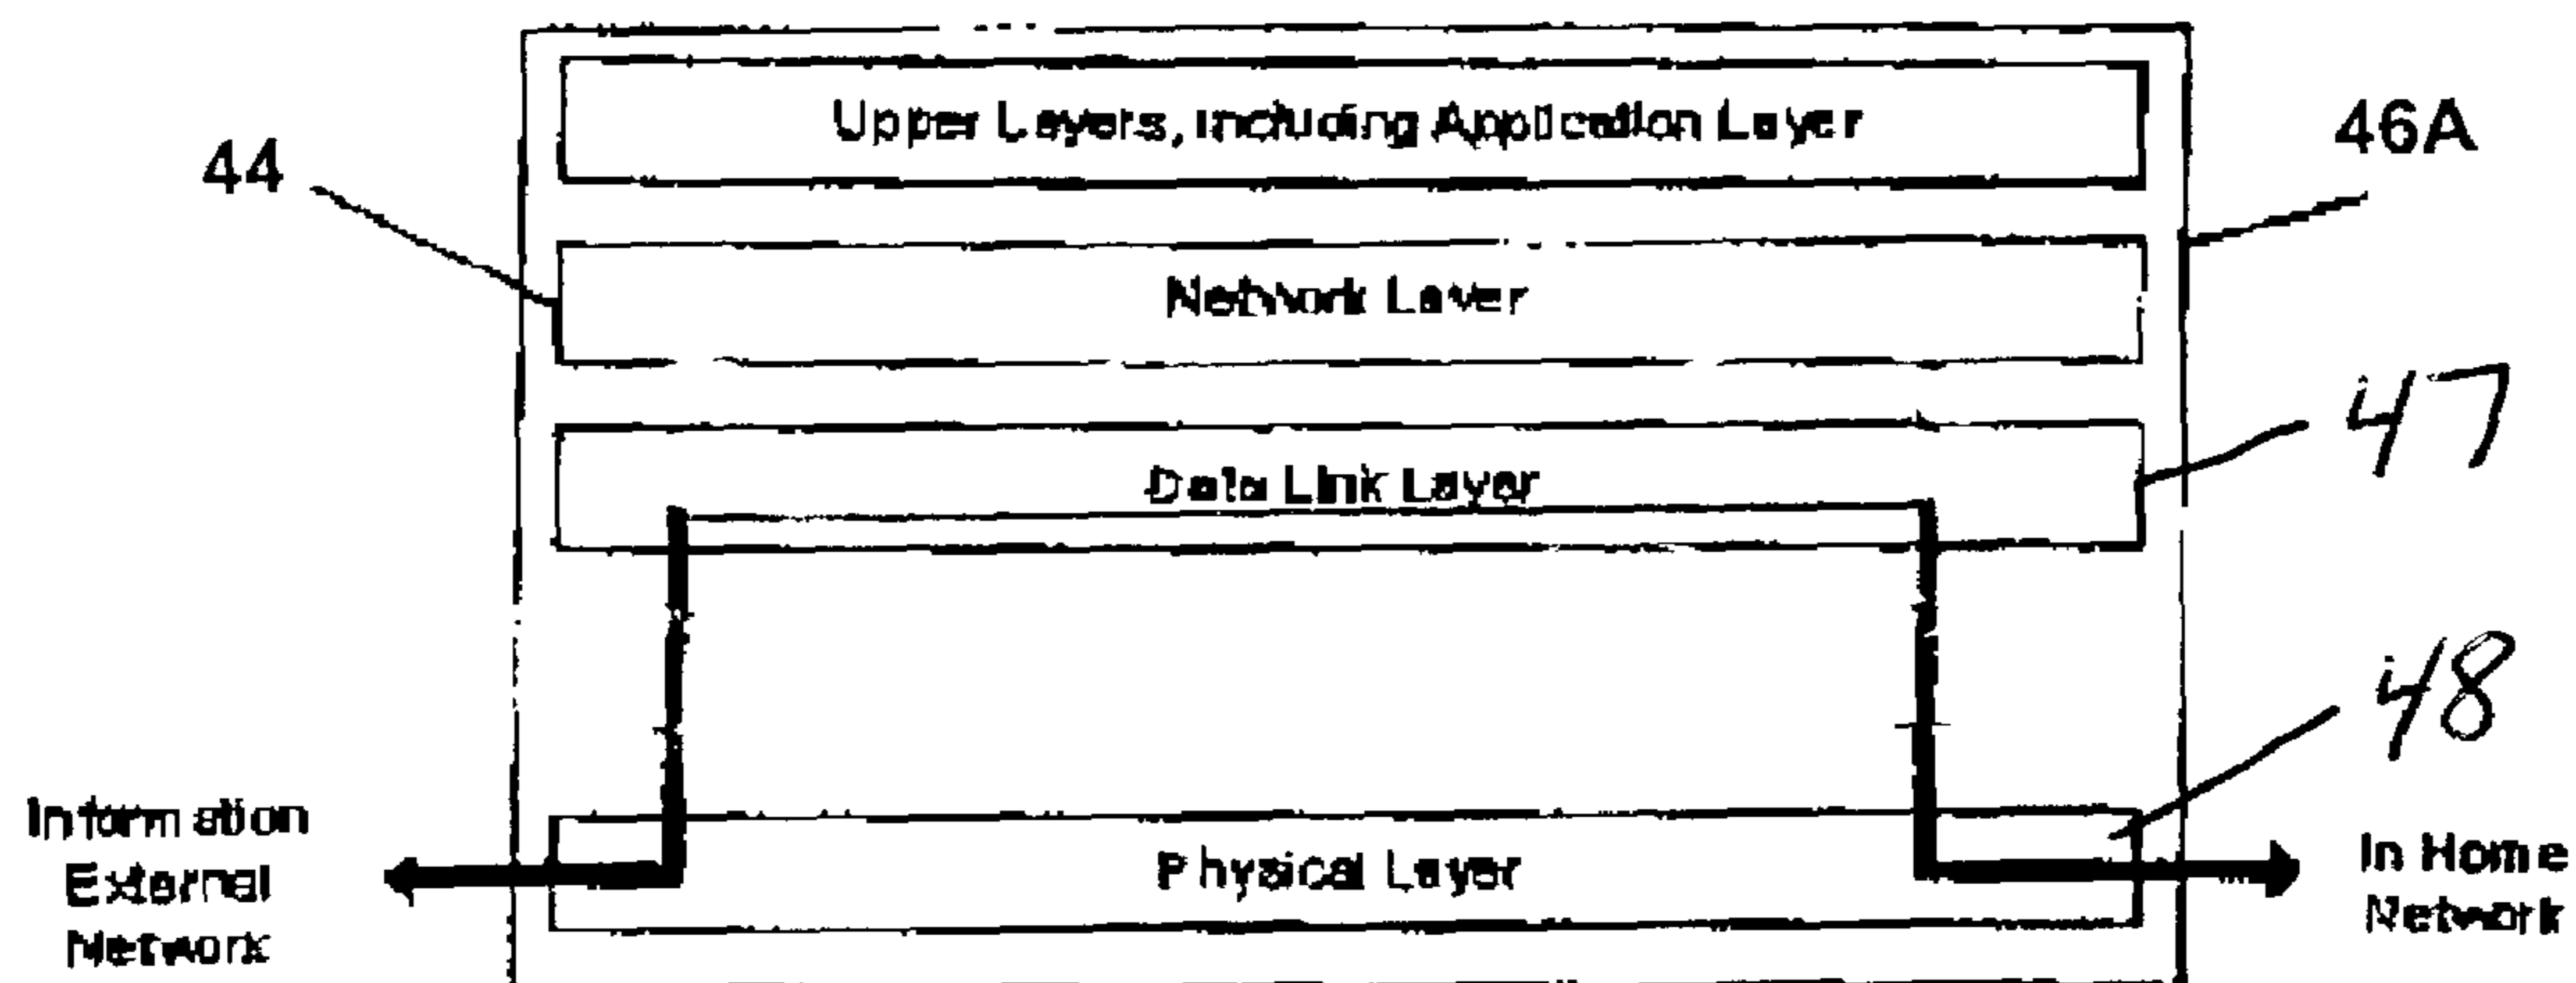 Upper Layers, including Application Layer
44
46A
Network Layer
47
Data Link Layer
48
Information
External
Network
Physical Layer
In Home
Network